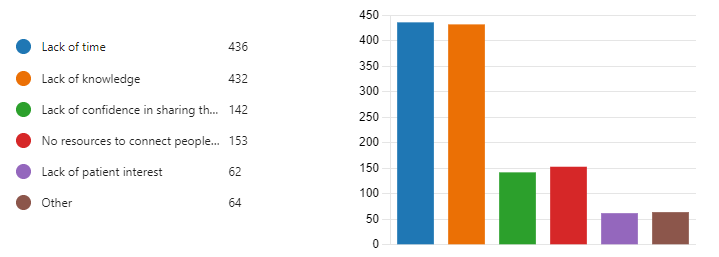 Lack of time 436
Lack of knowledge 432
Lack of confidence in sharing th... 142
No resources to connect people... 153
Lack of patient interest 62
Other 64
450
400
350
300
250
200
150
100
50
0